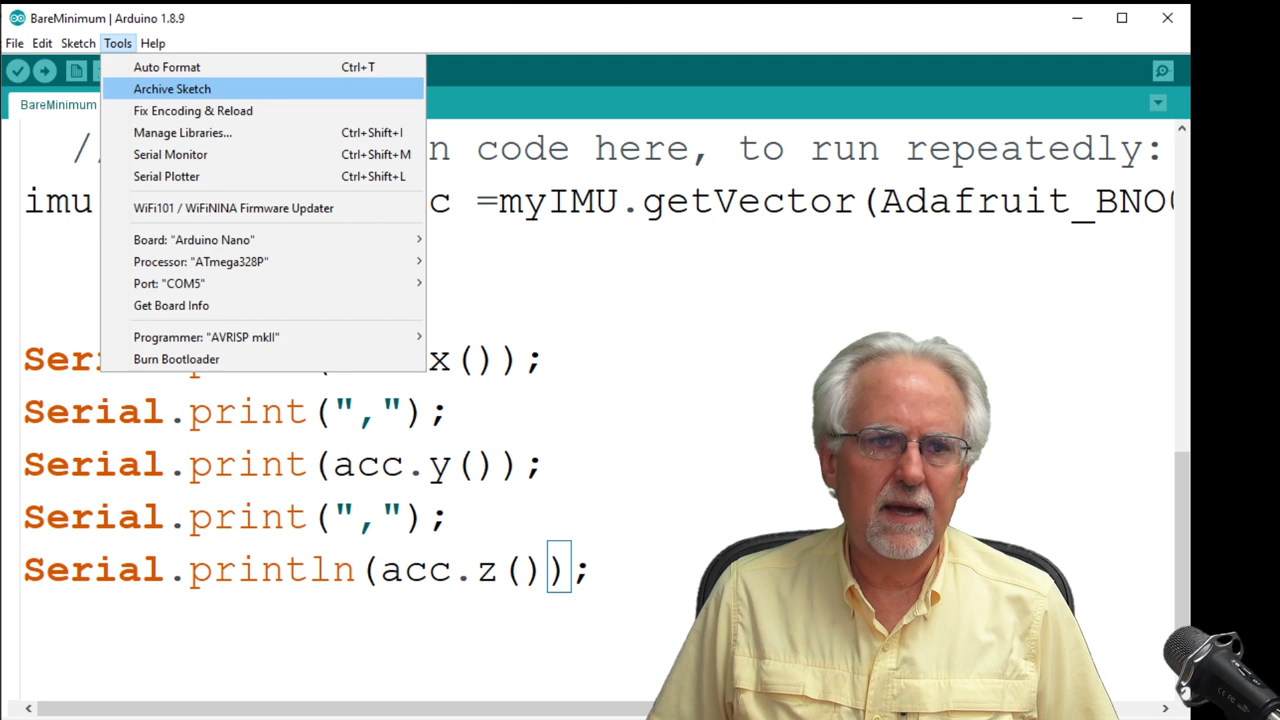 BareMinimum | Arduino 1.8.9
File Edit Sketch Tools Help
Auto Format Ctrl+T
Archive Sketch
Fix Encoding & Reload
Manage Libraries... Ctrl+Shift+I
Serial Monitor Ctrl+Shift+M
Serial Plotter Ctrl+Shift+L
WiFi101 / WiFiNINA Firmware Updater
Board: "Arduino Nano"
Processor: "ATmega328P"
Port: "COM5"
Get Board Info
Programmer: "AVRISP mkII"
Burn Bootloader
BareMinimum
// n code here, to run repeatedly:
imu c =myIMU.getVector(Adafruit_BNO
x());
Serial.print(",");
Serial.print(acc.y());
Serial.print(",");
Serial.println(acc.z());